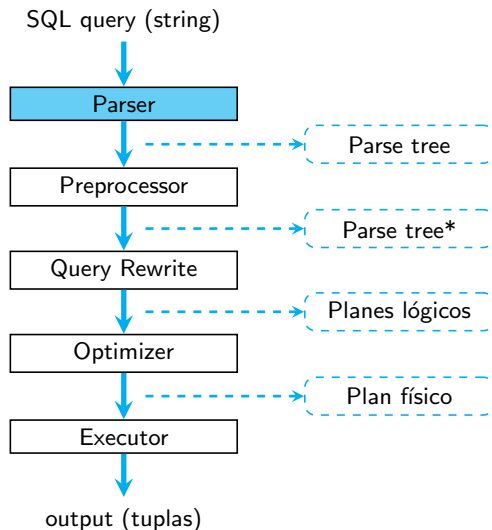 SQL query (string)
Parser
Parse tree
Preprocessor
Parse tree*
Query Rewrite
Planes lógicos
Optimizer
Plan físico
Executor
output (tuplas)